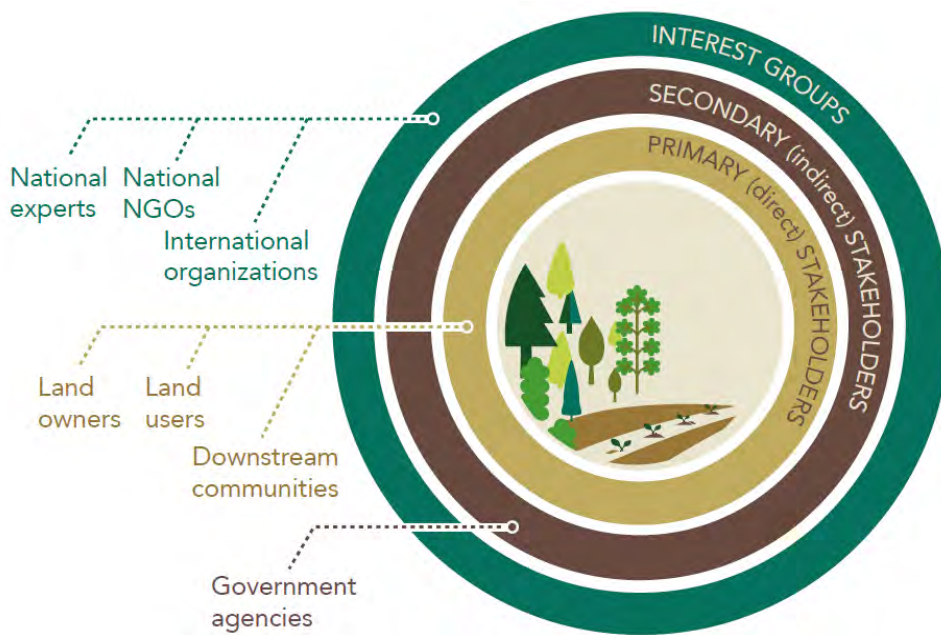 INTEREST GROUPS
SECONDARY (indirect) STAKEHOLDERS
PRIMARY (direct) STAKEHOLDERS
National
experts
National
NGOs
International
organizations
Land
owners
Land
users
Downstream
communities
Government
agencies